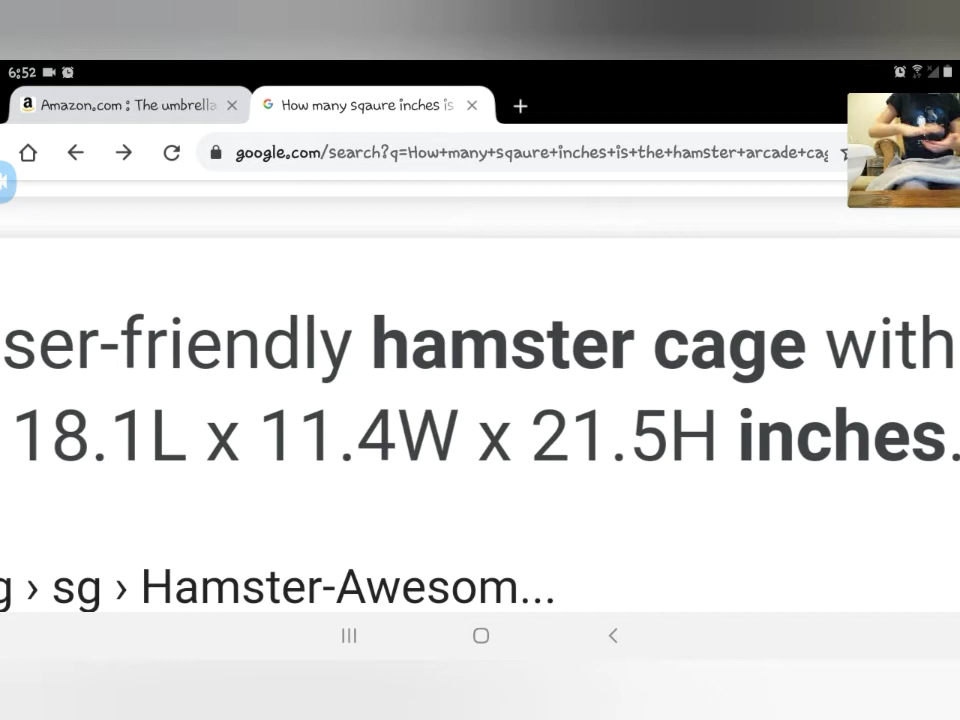 6:52
Amazon.com : The umbrella
How many sqaure inches is
google.com/search?q=How+many+sqaure+inches+is+the+hamster+arcade+cag
ser-friendly hamster cage with
18.1L x 11.4W x 21.5H inches.
g › sg › Hamster-Awesom...